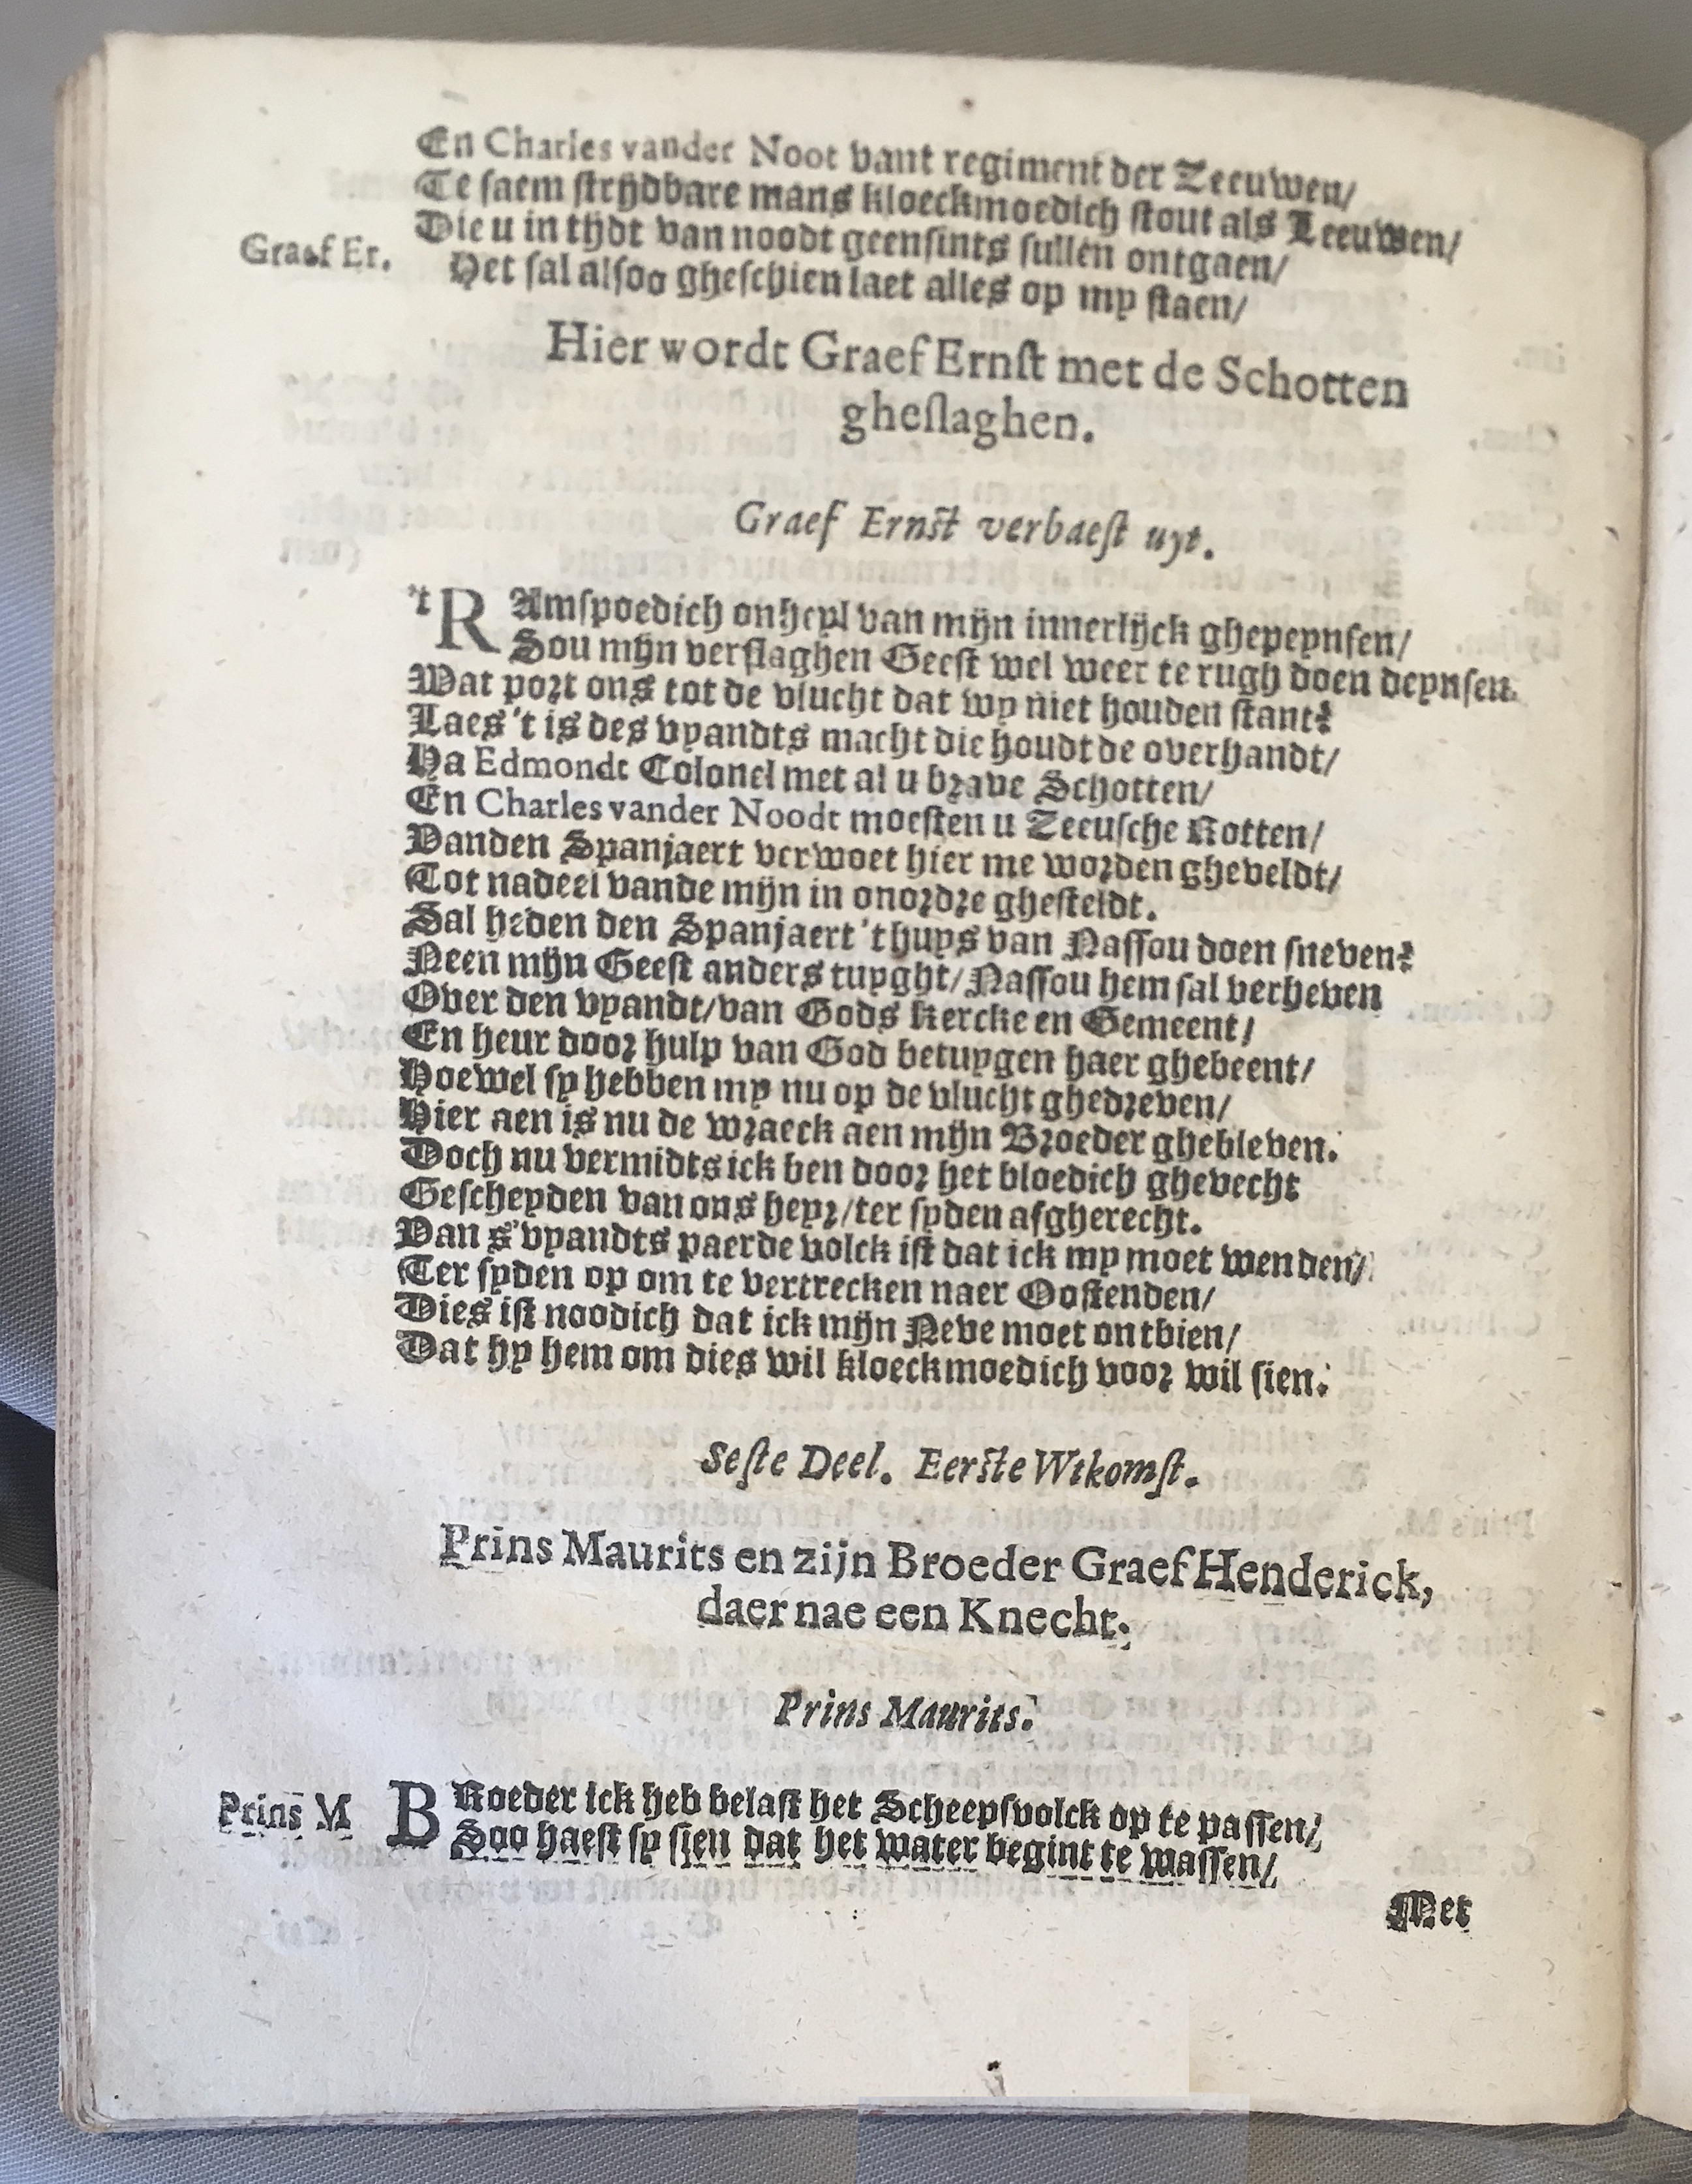 En Charles vander Noot vant regiment der Zeeuwen/
Te saem strijdbare mans kloeckmoedich stout als Leeuwen/
Die u in tijdt van noodt geensints sullen ontgaen/
Graef Er. Het sal alsoo gheschien laet alles op my staen/
Hier wordt Graef Ernst met de Schotten
gheslaghen.
Graef Ernst verbaest uyt.
'tRAmspoedich onheyl van mijn innerlijck ghepeynsen/
Sou mijn verslaghen Geest wel weer te rugh doen deynsen.
Wat port ons tot de vlucht dat wy niet houden stant?
Laes 't is des vyandts macht die houdt de overhandt/
Ha Edmondt Colonel met al u brave Schotten/
En Charles vander Noodt moesten u Zeeusche Rotten/
Vanden Spanjaert verwoet hier me worden gheveldt/
Tot nadeel vande mijn in onordre ghesteldt.
Sal heden den Spanjaert 't huys van Nassou doen sneven?
Neen mijn Geest anders tuyght/ Nassou hem sal verheven
Over den vyandt/ van Gods kercke en Gemeent/
En heur door hulp van God betuygen haer ghebeent/
Hoewel sy hebben my nu op de vlucht ghedreven/
Hier aen is nu de wraeck aen mijn Broeder ghebleven.
Doch nu vermidts ick ben door het bloedich ghevecht
Gescheyden van ons heyr/ ter syden afgherecht.
Van s'vyandts paerde volck ist dat ick my moet wenden/
Ter syden op om te vertrecken naer Oostenden/
Dies ist noodich dat ick mijn Neve moet ontbien/
Dat hy hem om dies wil kloeckmoedich voor wil sien.
Seste Deel. Eerste Wtkomst.
Prins Maurits en zijn Broeder Graef Henderick,
daer nae een Knecht.
Prins Maurits.
Prins M BRoeder ick heb belast het Scheepsvolck op te passen/
Soo haest sy sien dat het water begint te wassen/
Met